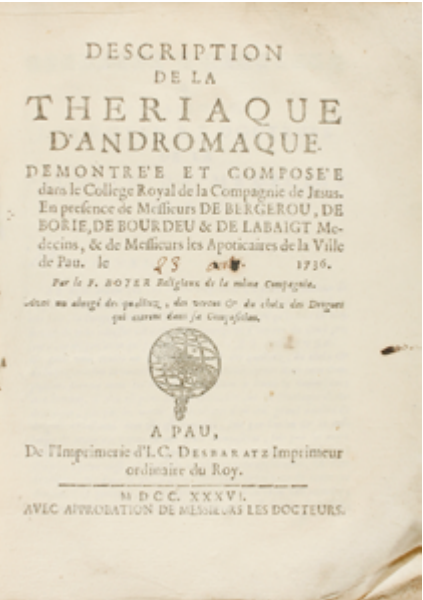 DESCRIPTION
DE LA
THERIAQUE
D'ANDROMAQUE.
DEMONTRE'E ET COMPOSE'E
dans le College Royal de la Compagnie de Jesus.
En presence de Messieurs DE BERGEROU, DE
BORIE, DE BOURDEU & DE LABAIGT Me-
decins, & de Messieurs les Apoticaires de la Ville
de Pau. le 23 1736.
Par le F. BOYER Religieux de la même Compagnie.
Avec un abregé des qualitez, des vertus & du choix des Drogues
qui entrent dans sa Composition.
A PAU,
De l'Imprimerie d'I. C. DESBARATZ Imprimeur
ordinaire du Roy.
M DCC. XXXVI.
AVEC APPROBATION DE MESSIEURS LES DOCTEURS.